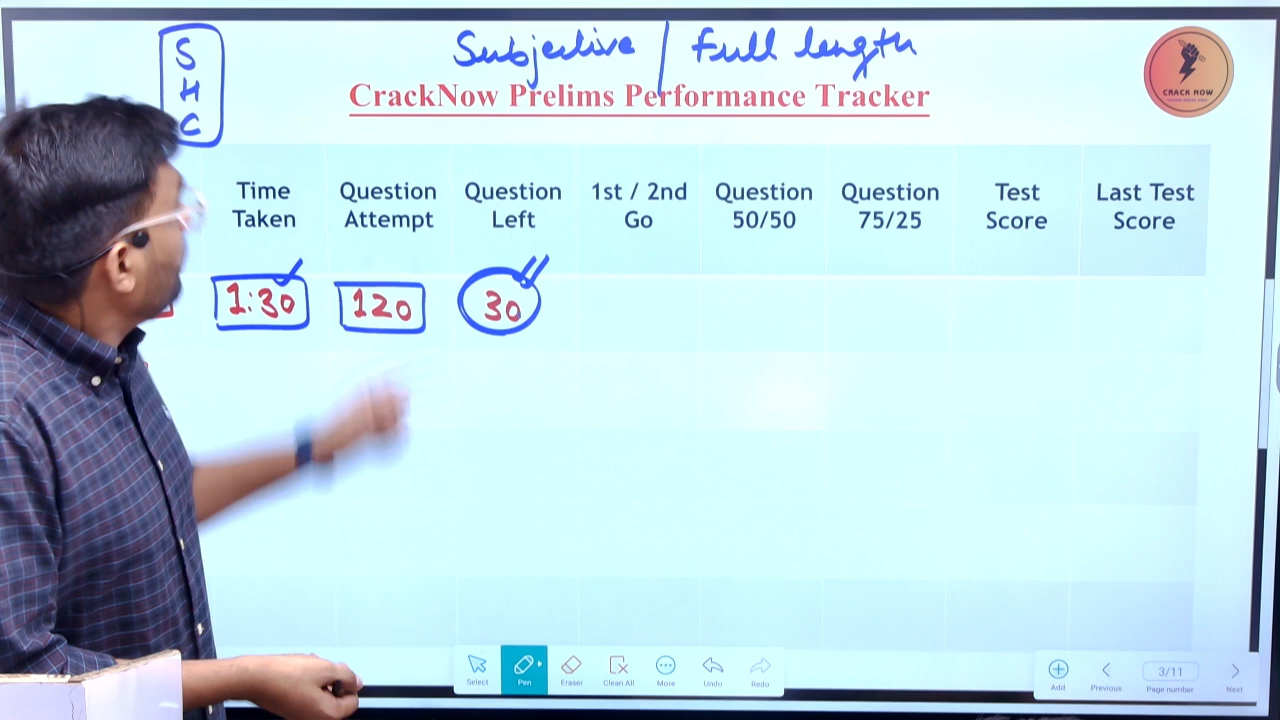 S
H
C
Subjective | Full length
CrackNow Prelims Performance Tracker
CRACK NOW
Time Taken
Question Attempt
Question Left
1st / 2nd Go
Question 50/50
Question 75/25
Test Score
Last Test Score
1:30
120
30
Select
Pen
Eraser
Clean All
More
Undo
Redo
Add
Previous
3/11
Page number
Next